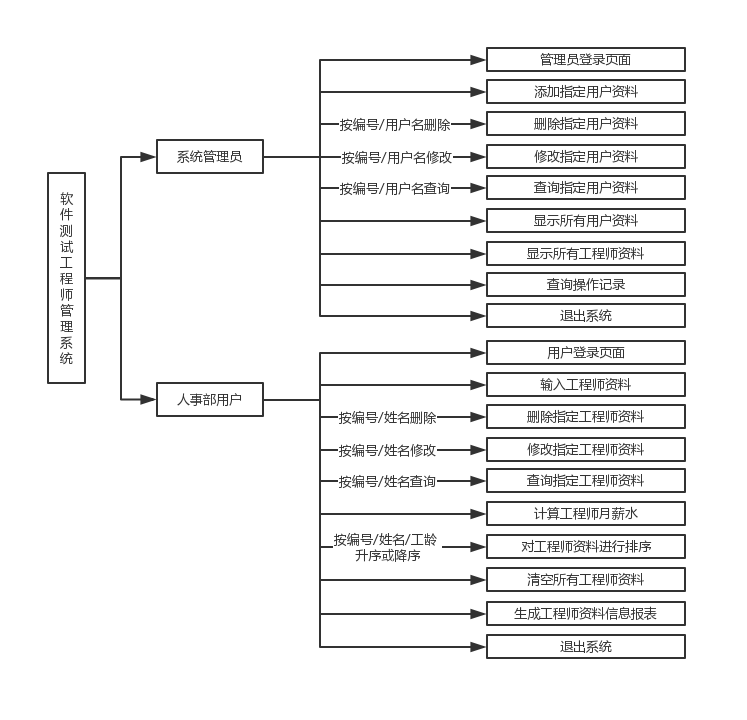 软件测试工程师管理系统
系统管理员
管理员登录页面
添加指定用户资料
按编号/用户名删除
删除指定用户资料
按编号/用户名修改
修改指定用户资料
按编号/用户名查询
查询指定用户资料
显示所有用户资料
显示所有工程师资料
查询操作记录
退出系统
人事部用户
用户登录页面
输入工程师资料
按编号/姓名删除
删除指定工程师资料
按编号/姓名修改
修改指定工程师资料
按编号/姓名查询
查询指定工程师资料
计算工程师月薪水
按编号/姓名/工龄
升序或降序
对工程师资料进行排序
清空所有工程师资料
生成工程师资料信息报表
退出系统